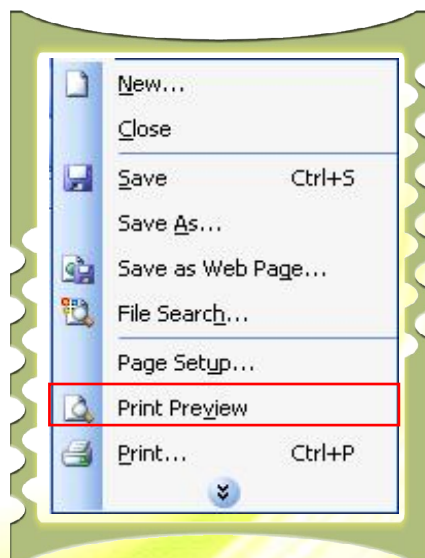 New...
Close
Save Ctrl+S
Save As...
Save as Web Page...
File Search...
Page Setup...
Print Preview
Print... Ctrl+P